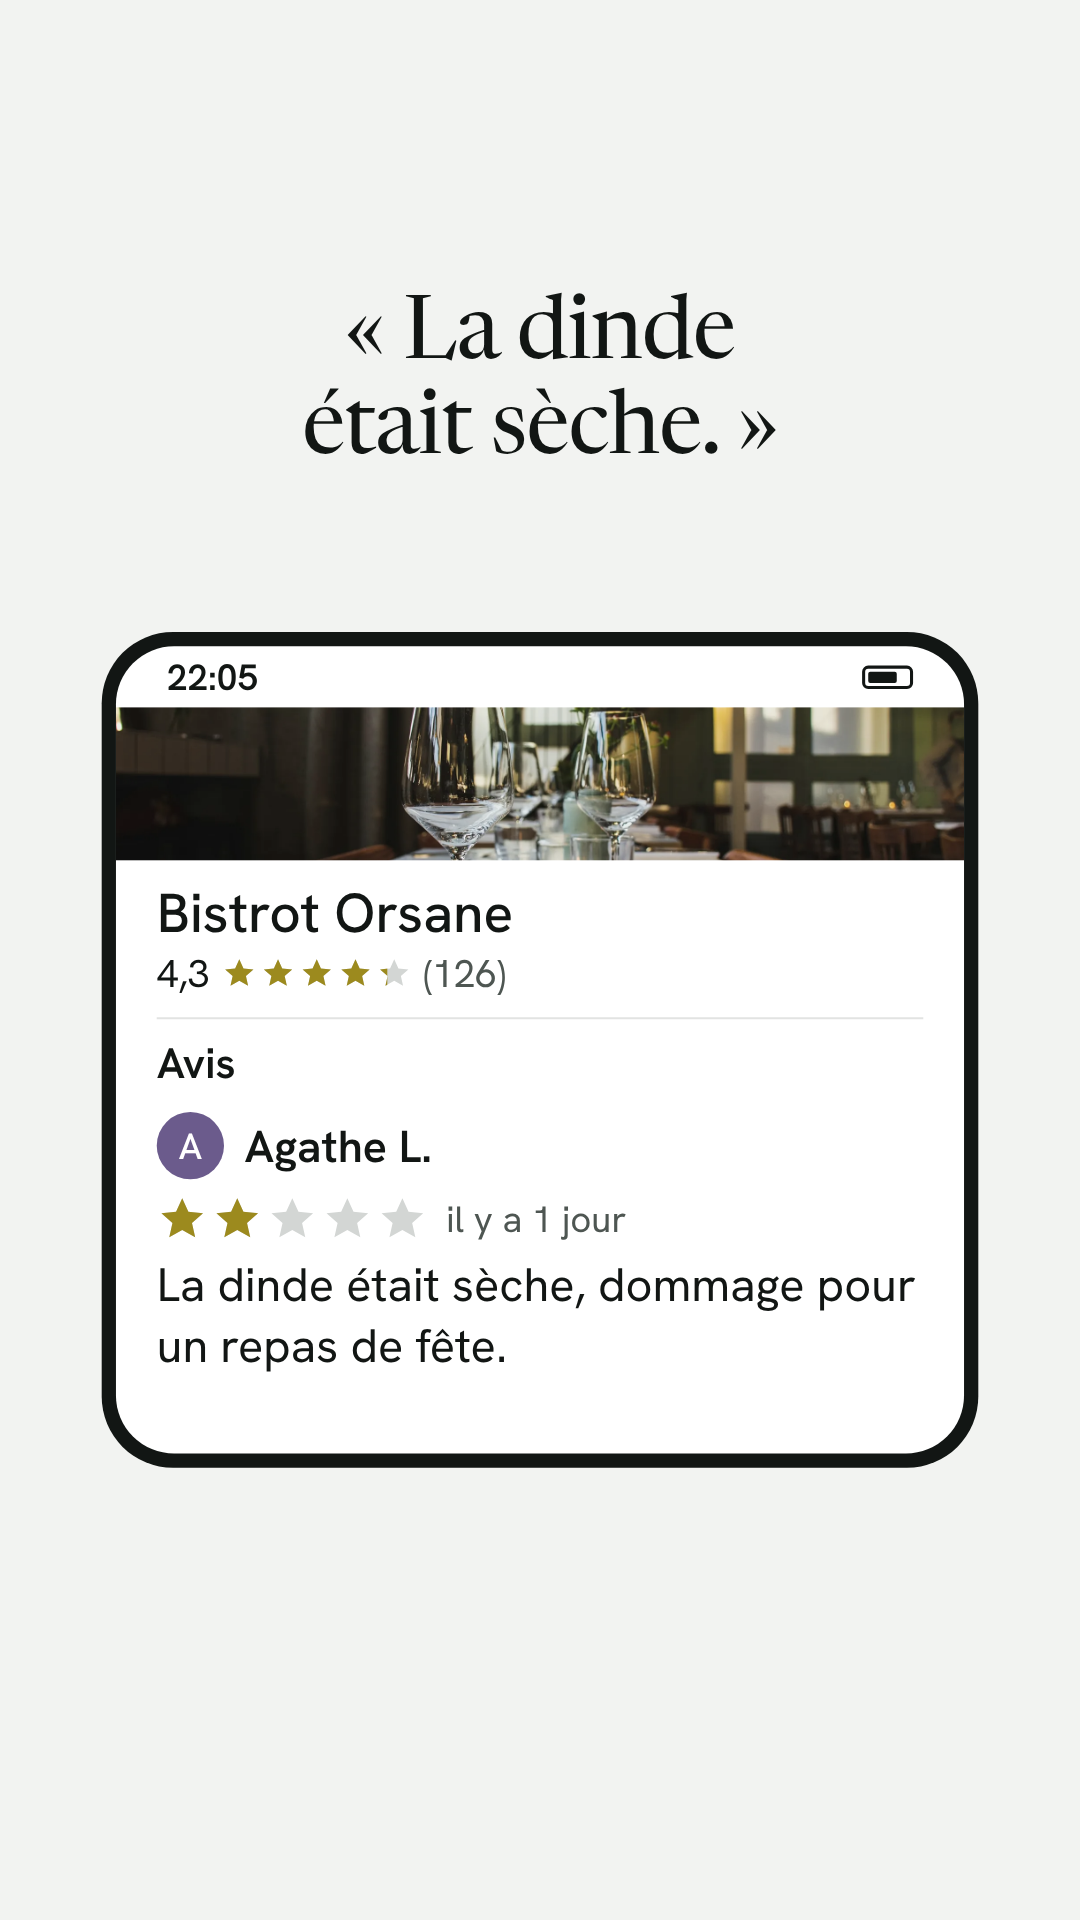 « La dinde
était sèche. »
22:05
Bistrot Orsane
4,3 (126)
Avis
A Agathe L.
il y a 1 jour
La dinde était sèche, dommage pour
un repas de fête.